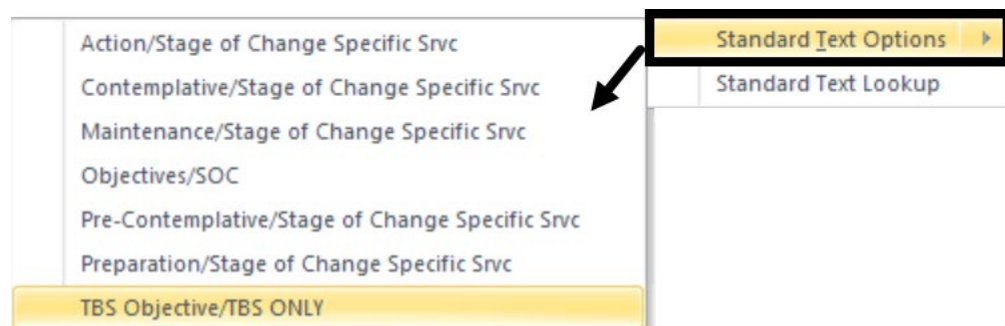 Action/Stage of Change Specific Srvc
Contemplative/Stage of Change Specific Srvc
Maintenance/Stage of Change Specific Srvc
Objectives/SOC
Pre-Contemplative/Stage of Change Specific Srvc
Preparation/Stage of Change Specific Srvc
TBS Objective/TBS ONLY
Standard Text Options
Standard Text Lookup